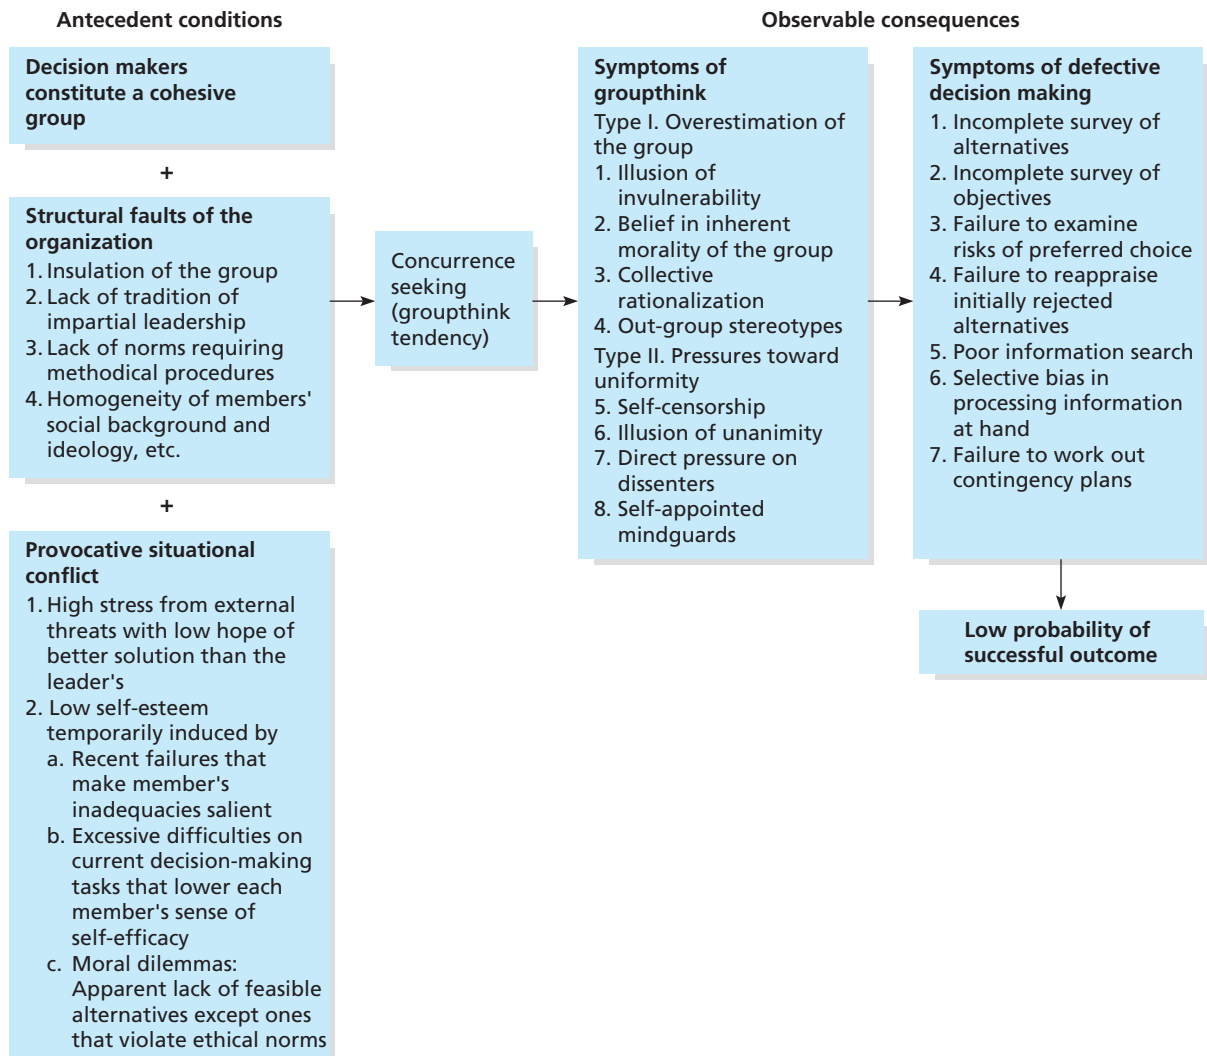 Antecedent conditions
Decision makers
constitute a cohesive
group
+
Structural faults of the
organization
1. Insulation of the group
2. Lack of tradition of
impartial leadership
3. Lack of norms requiring
methodical procedures
4. Homogeneity of members'
social background and
ideology, etc.
+
Provocative situational
conflict
1. High stress from external
threats with low hope of
better solution than the
leader's
2. Low self-esteem
temporarily induced by
a. Recent failures that
make member's
inadequacies salient
b. Excessive difficulties on
current decision-making
tasks that lower each
member's sense of
self-efficacy
c. Moral dilemmas:
Apparent lack of feasible
alternatives except ones
that violate ethical norms
Concurrence
seeking
(groupthink
tendency)
Observable consequences
Symptoms of
groupthink
Type I. Overestimation of
the group
1. Illusion of
invulnerability
2. Belief in inherent
morality of the group
3. Collective
rationalization
4. Out-group stereotypes
Type II. Pressures toward
uniformity
5. Self-censorship
6. Illusion of unanimity
7. Direct pressure on
dissenters
8. Self-appointed
mindguards
Symptoms of defective
decision making
1. Incomplete survey of
alternatives
2. Incomplete survey of
objectives
3. Failure to examine
risks of preferred choice
4. Failure to reappraise
initially rejected
alternatives
5. Poor information search
6. Selective bias in
processing information
at hand
7. Failure to work out
contingency plans
Low probability of
successful outcome